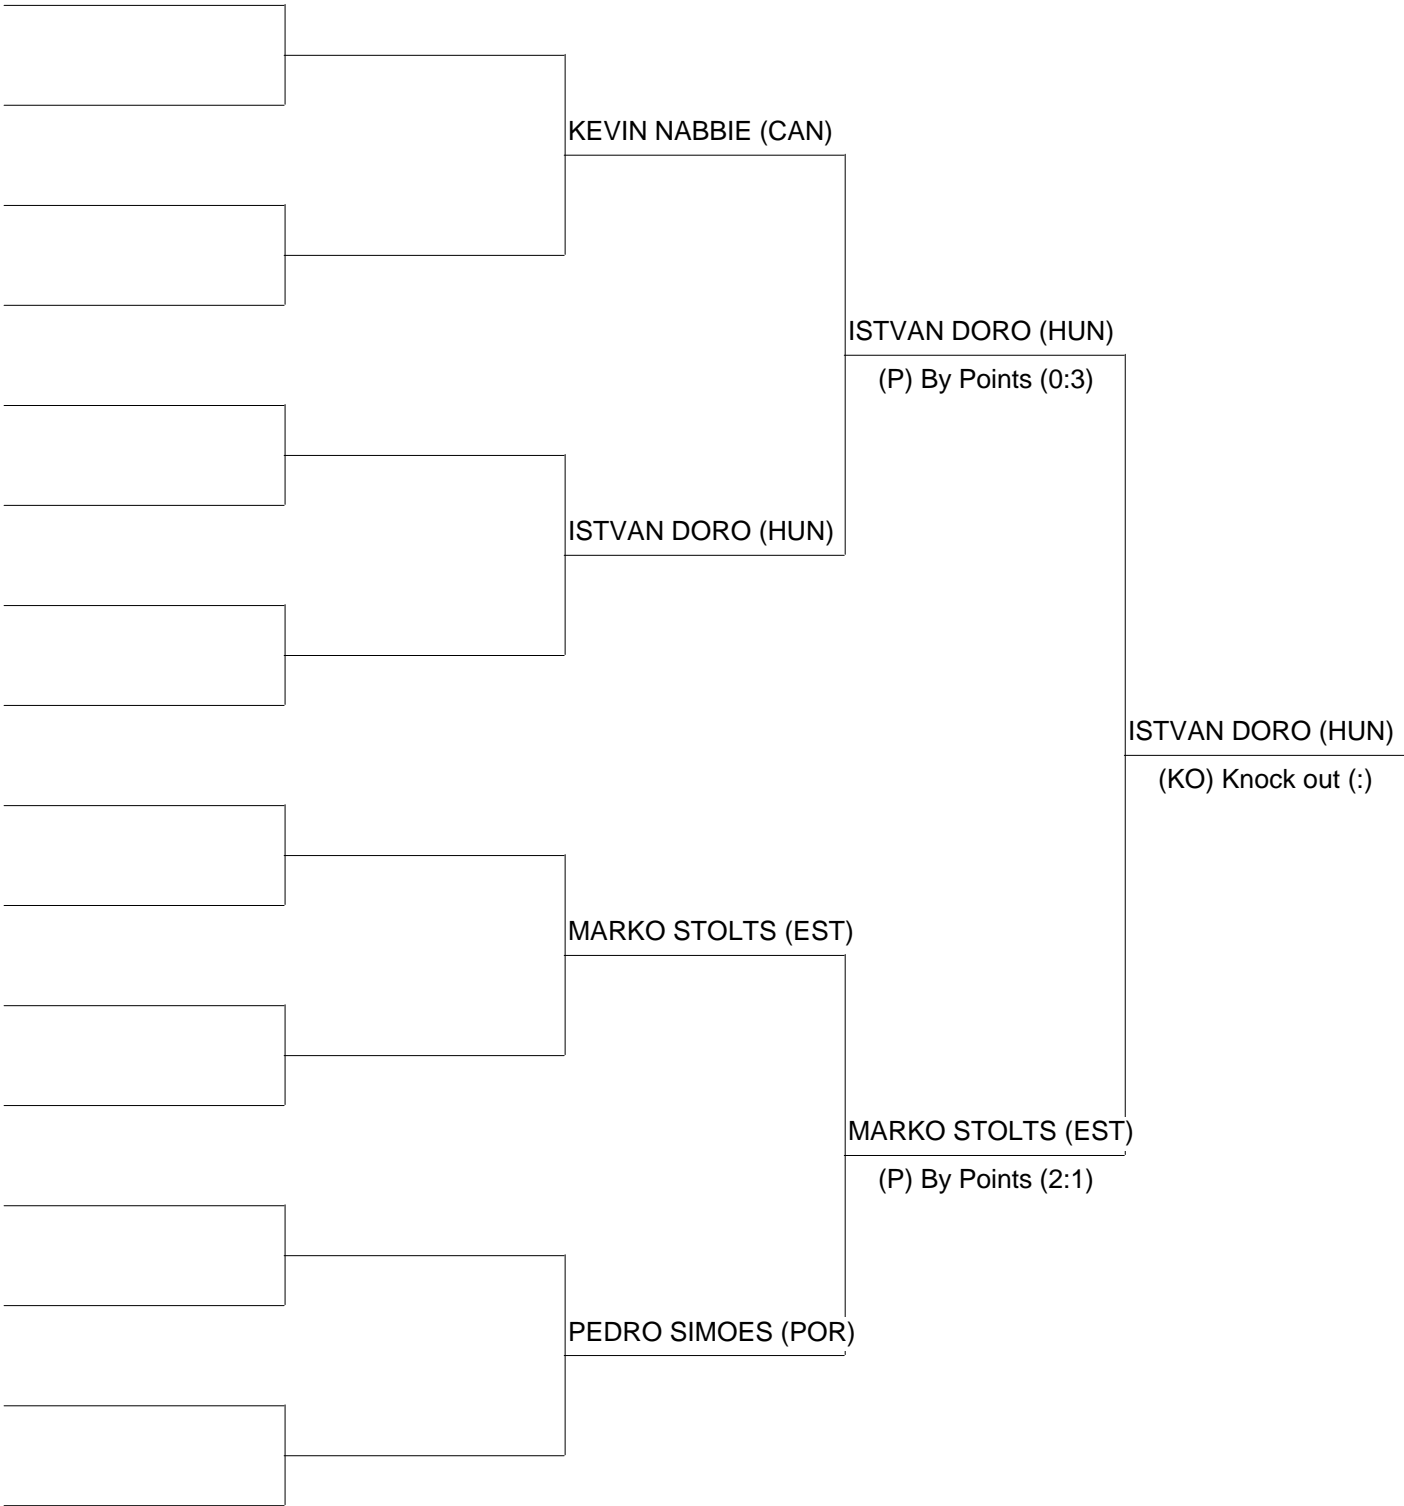 KEVIN NABBIE (CAN)
ISTVAN DORO (HUN)
(P) By Points (0:3)
ISTVAN DORO (HUN)
ISTVAN DORO (HUN)
(KO) Knock out (:)
MARKO STOLTS (EST)
MARKO STOLTS (EST)
(P) By Points (2:1)
PEDRO SIMOES (POR)